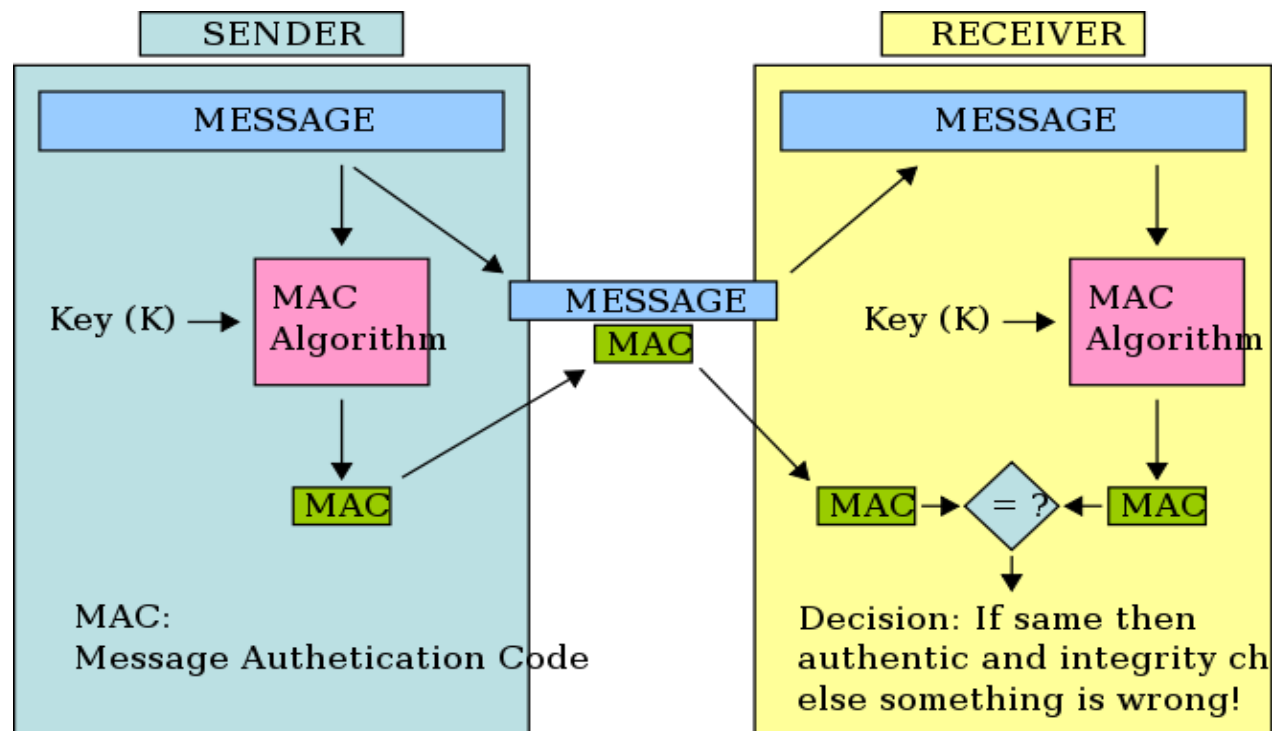 SENDER
MESSAGE
Key (K)
MAC
Algorithm
MAC
MAC:
Message Authetication Code
MESSAGE
MAC
RECEIVER
MESSAGE
Key (K)
MAC
Algorithm
MAC
= ?
MAC
Decision: If same then
authentic and integrity ch
else something is wrong!